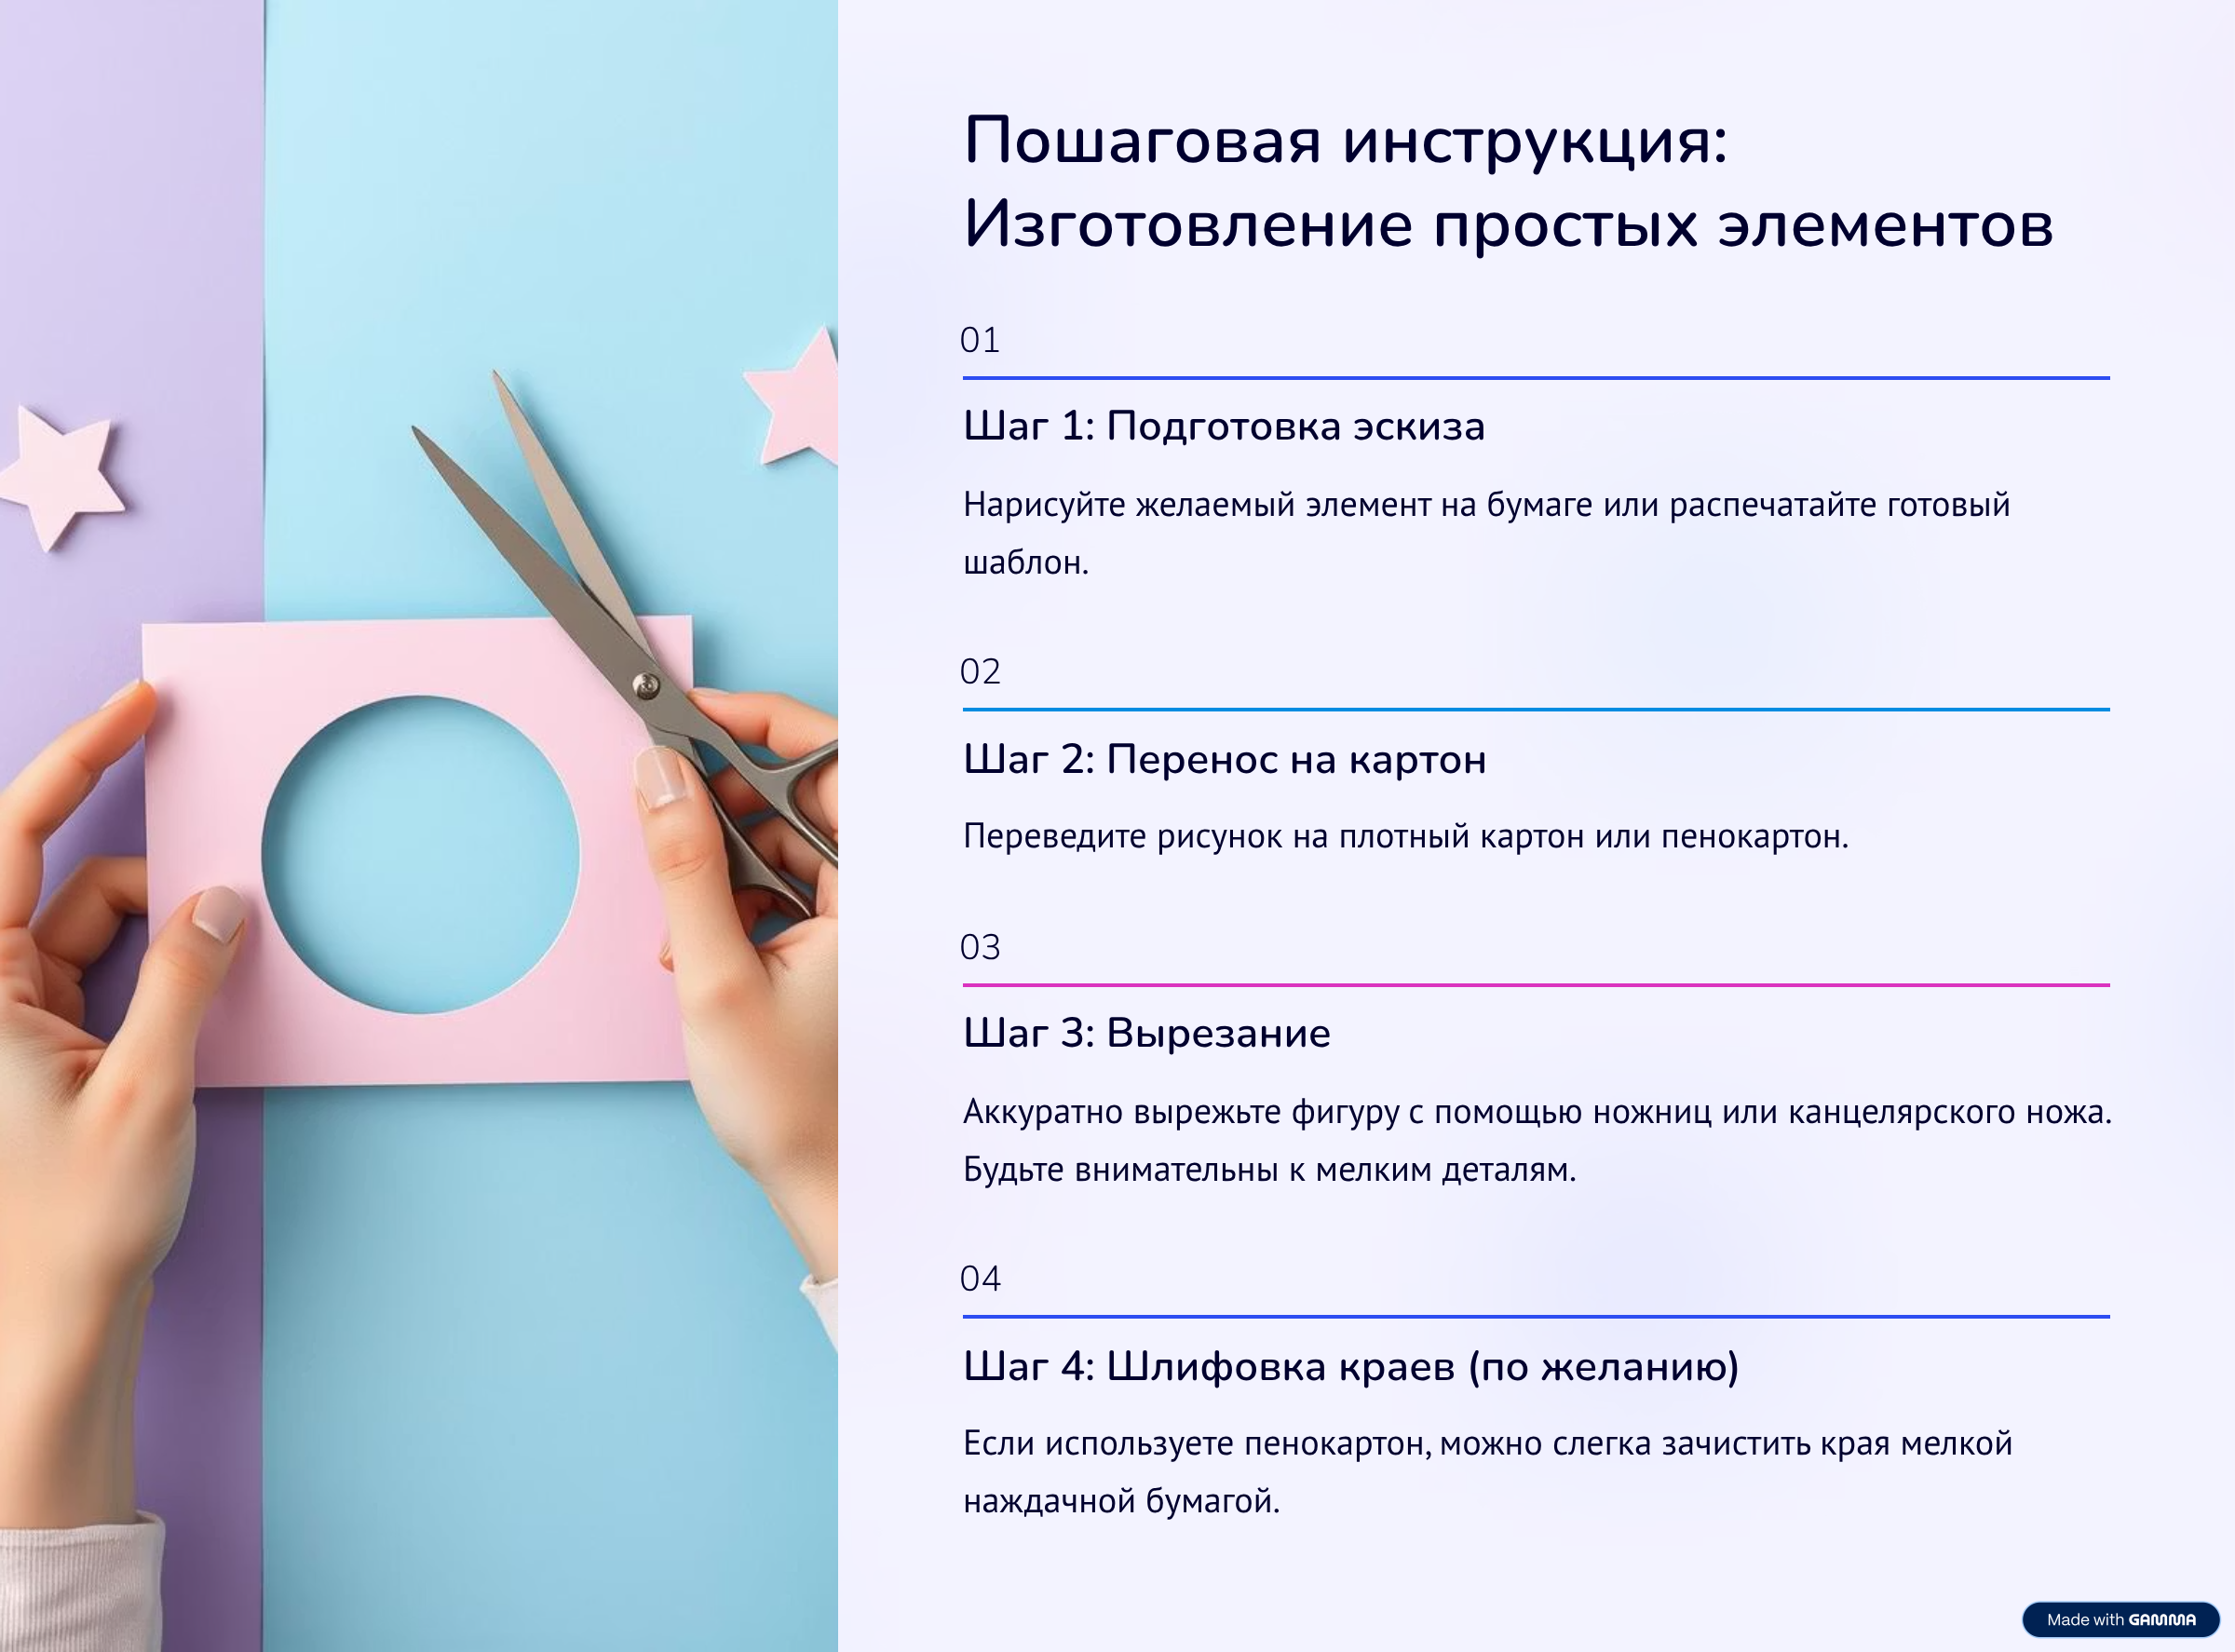 Пошаговая инструкция:
Изготовление простых элементов
01
Шаг 1: Подготовка эскиза
Нарисуйте желаемый элемент на бумаге или распечатайте готовый
шаблон.
02
Шаг 2: Перенос на картон
Переведите рисунок на плотный картон или пенокартон.
03
Шаг 3: Вырезание
Аккуратно вырежьте фигуру с помощью ножниц или канцелярского ножа.
Будьте внимательны к мелким деталям.
04
Шаг 4: Шлифовка краев (по желанию)
Если используете пенокартон, можно слегка зачистить края мелкой
наждачной бумагой.
Made with GAMMA